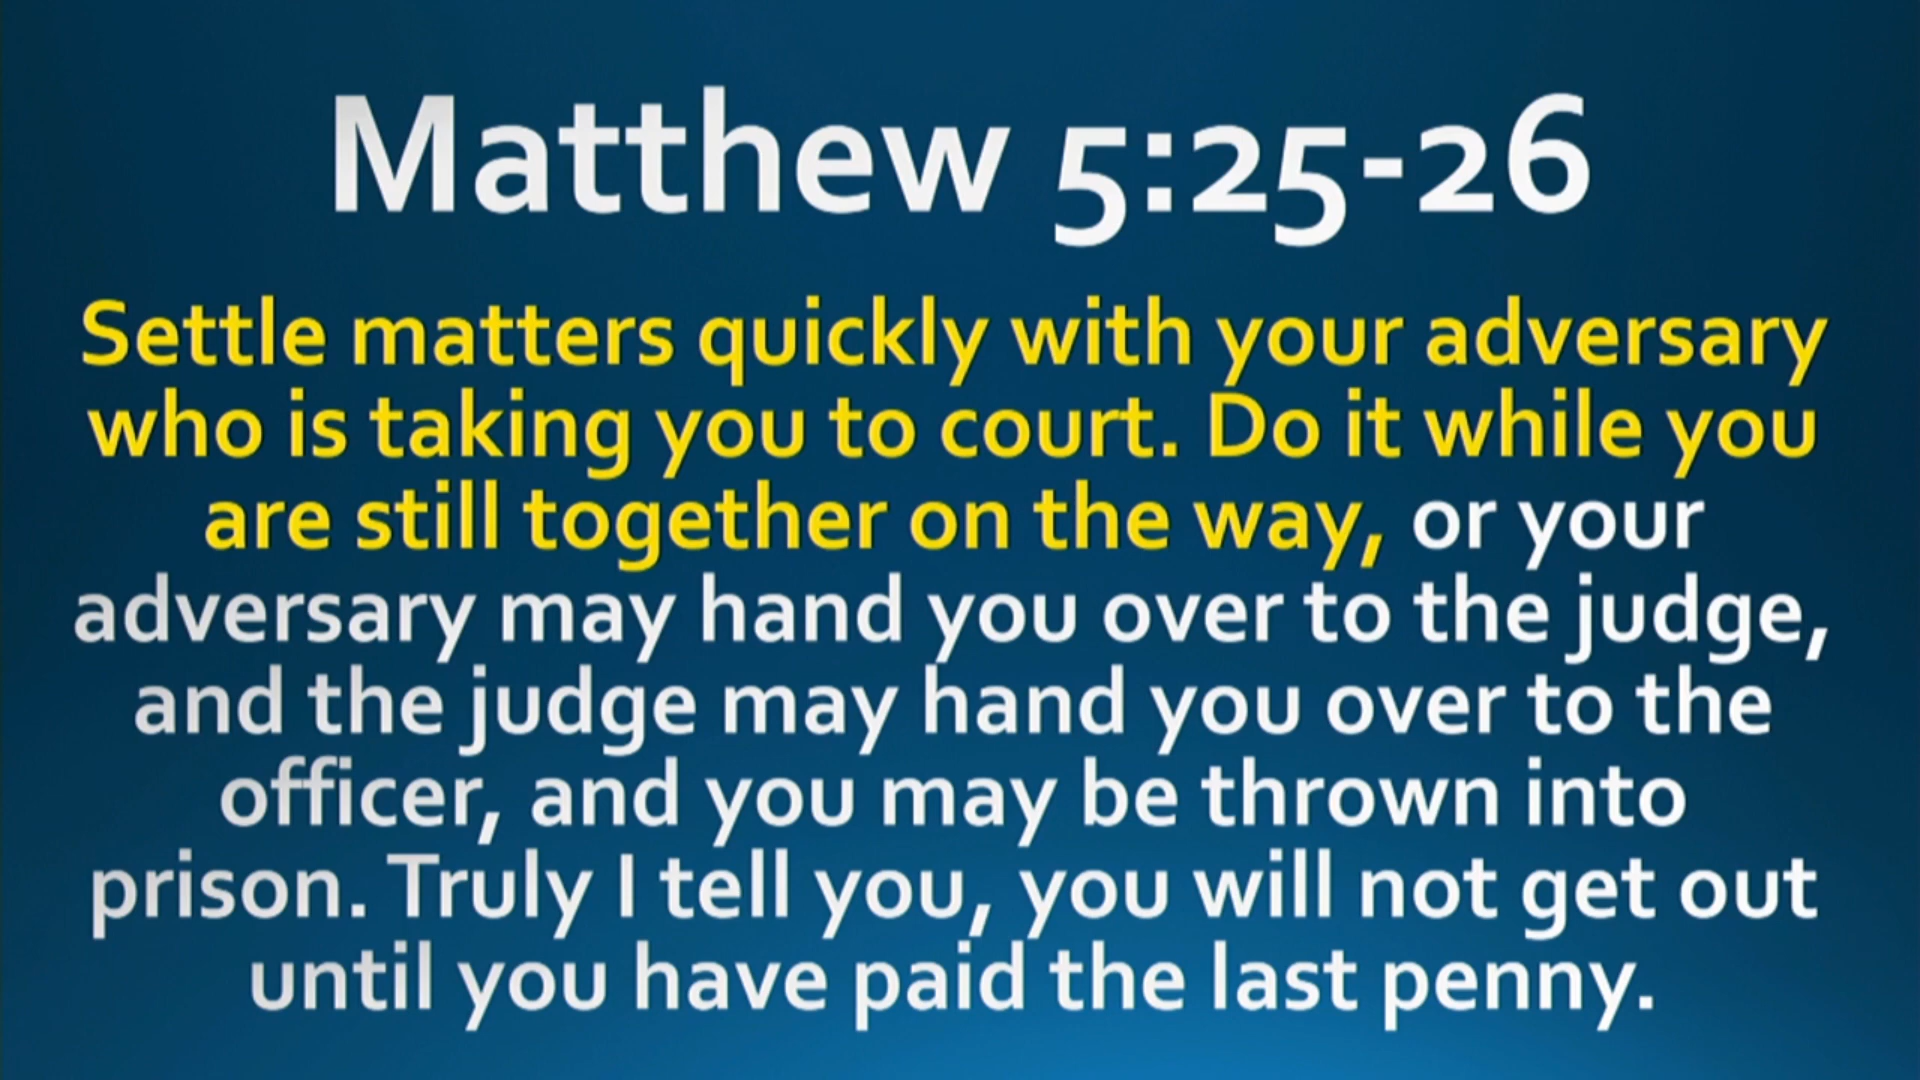 Matthew 5:25-26
Settle matters quickly with your adversary
who is taking you to court. Do it while you
are still together on the way, or your
adversary may hand you over to the judge,
and the judge may hand you over to the
officer, and you may be thrown into
prison. Truly I tell you, you will not get out
until you have paid the last penny.